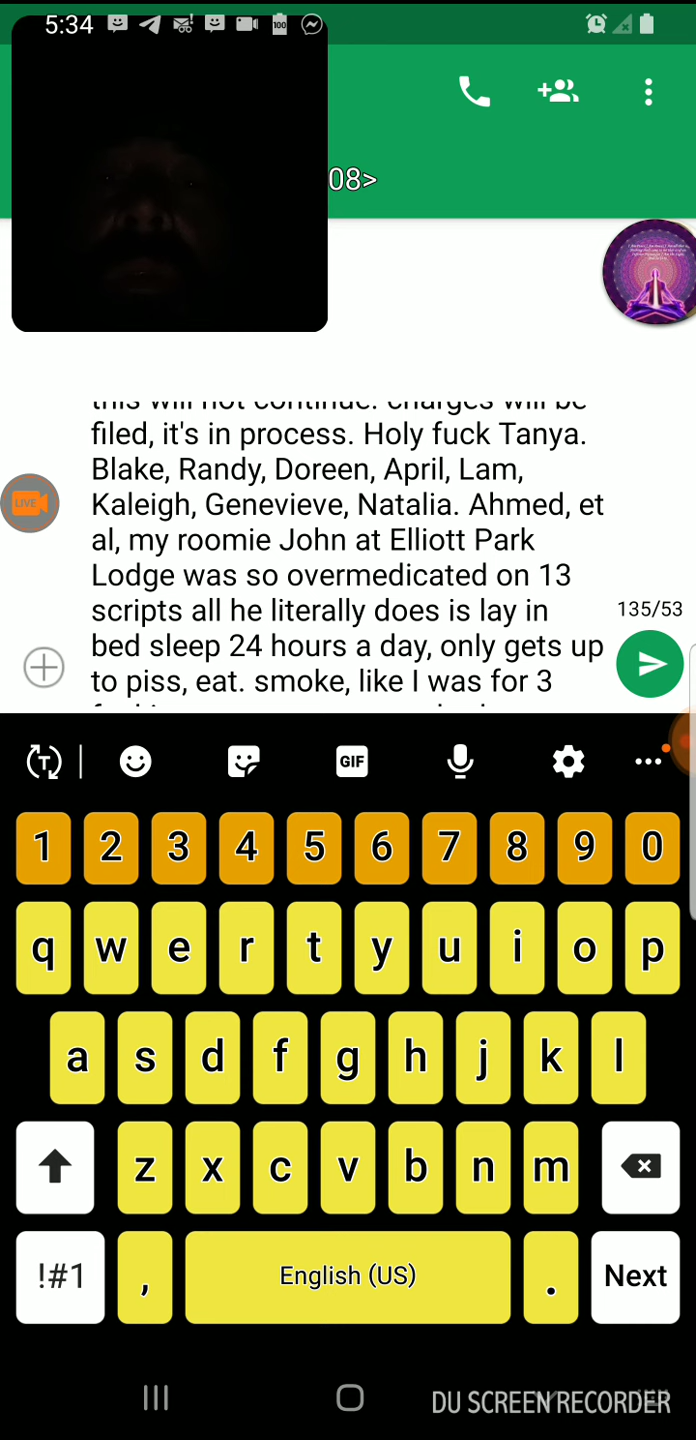 5:34
100
08>
this will not continue. charges will be
filed, it's in process. Holy fuck Tanya.
Blake, Randy, Doreen, April, Lam,
Kaleigh, Genevieve, Natalia. Ahmed, et
al, my roomie John at Elliott Park
Lodge was so overmedicated on 13
scripts all he literally does is lay in
bed sleep 24 hours a day, only gets up
to piss, eat. smoke, like I was for 3
LIVE
135/53
T
GIF
1 2 3 4 5 6 7 8 9 0
q w e r t y u i o p
a s d f g h j k l
z x c v b n m
!#1 , English (US) . Next
DU SCREEN RECORDER